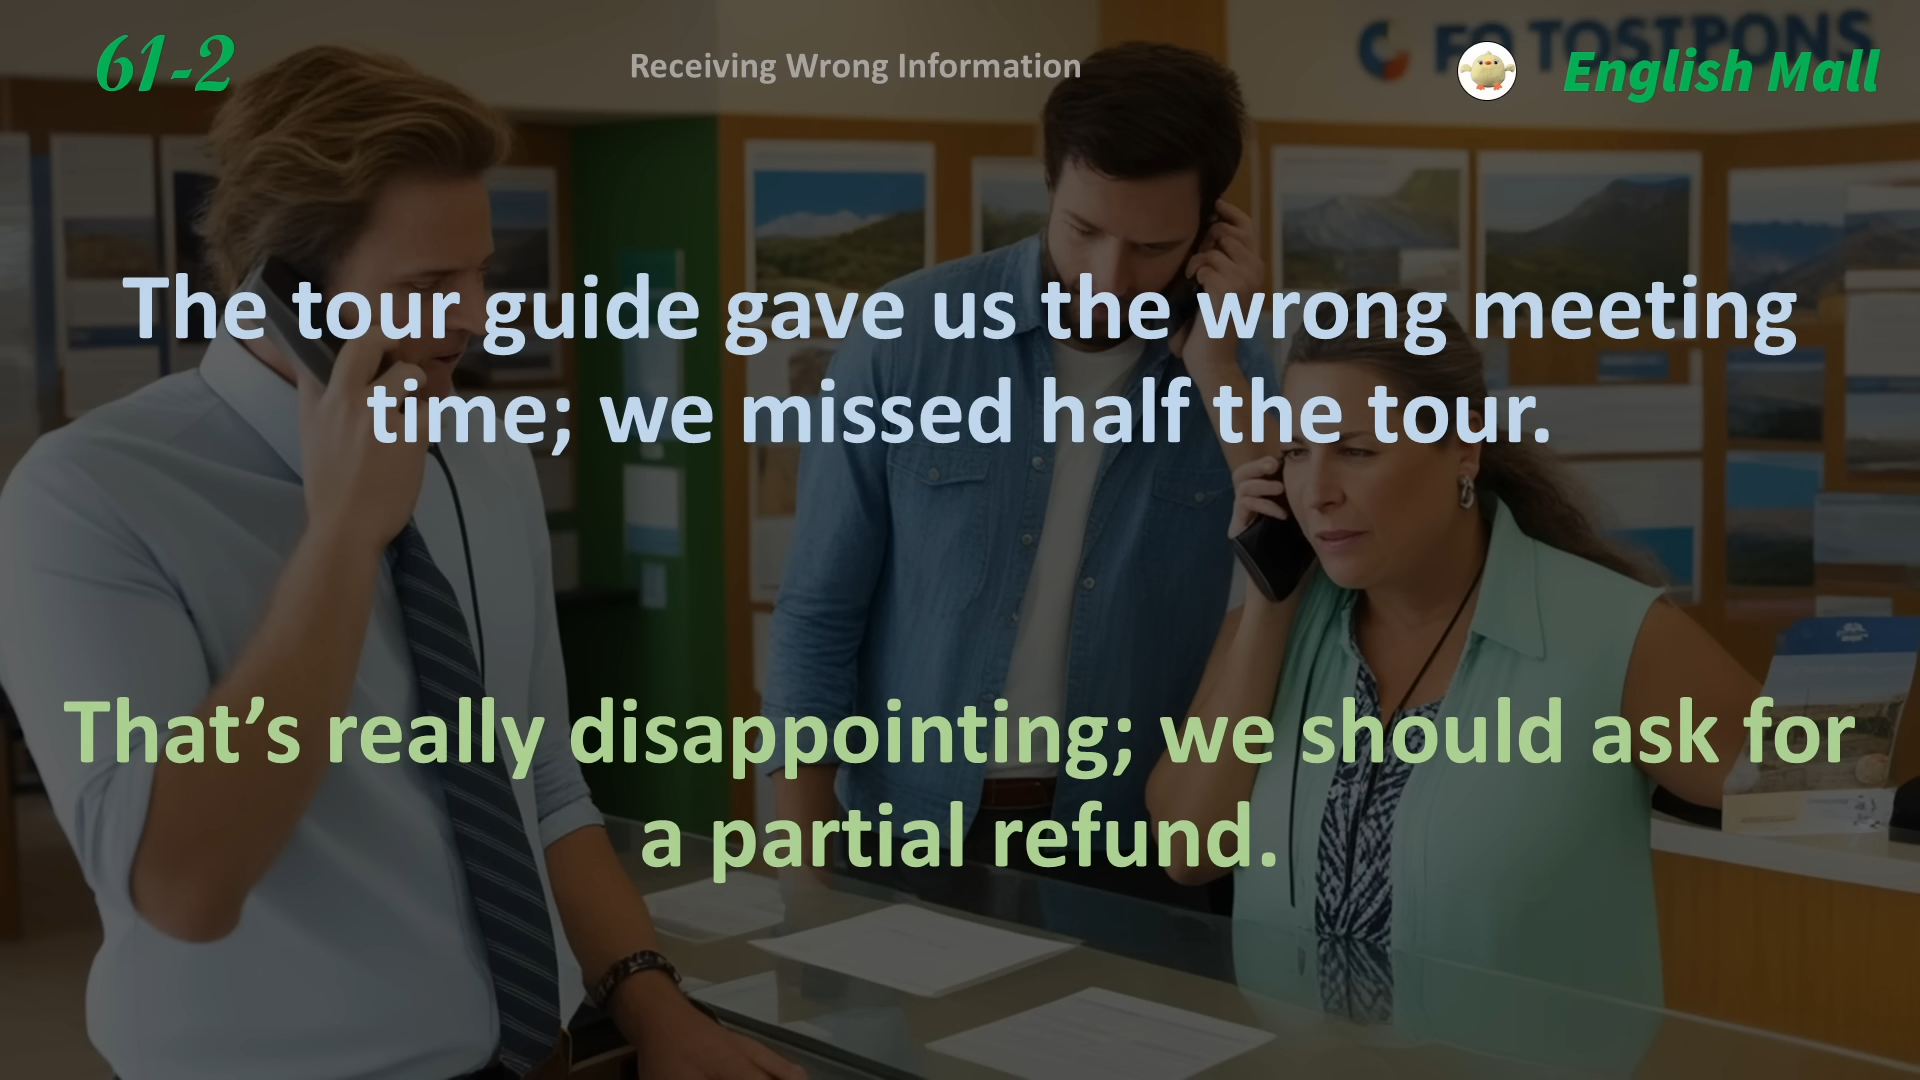 61-2
Receiving Wrong Information
English Mall
The tour guide gave us the wrong meeting
time; we missed half the tour.
That’s really disappointing; we should ask for
a partial refund.